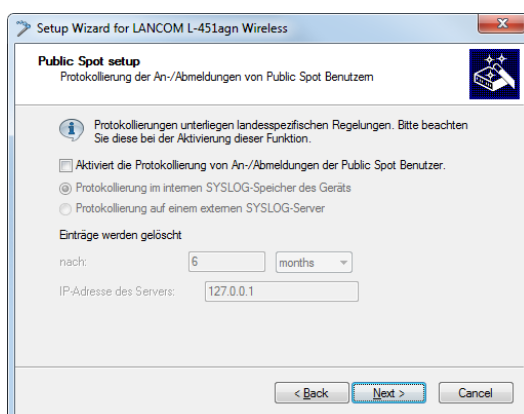 Setup Wizard for LANCOM L-451agn Wireless
Public Spot setup
Protokollierung der An-/Abmeldungen von Public Spot Benutzern
Protokollierungen unterliegen landesspezifischen Regelungen. Bitte beachten
Sie diese bei der Aktivierung dieser Funktion.
Aktiviert die Protokollierung von An-/Abmeldungen der Public Spot Benutzer.
Protokollierung im internen SYSLOG-Speicher des Geräts
Protokollierung auf einem externen SYSLOG-Server
Einträge werden gelöscht
nach: 6 months
IP-Adresse des Servers: 127.0.0.1
< Back Next > Cancel